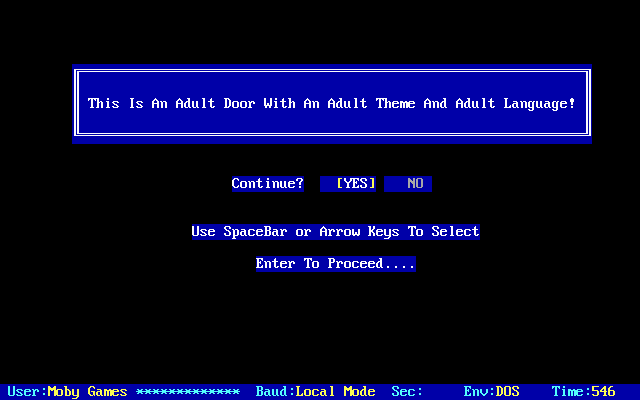 This Is An Adult Door With An Adult Theme And Adult Language!
Continue? [YES] NO
Use SpaceBar or Arrow Keys To Select
Enter To Proceed....
User:Moby Games ************* Baud:Local Mode Sec: Env:DOS Time:546